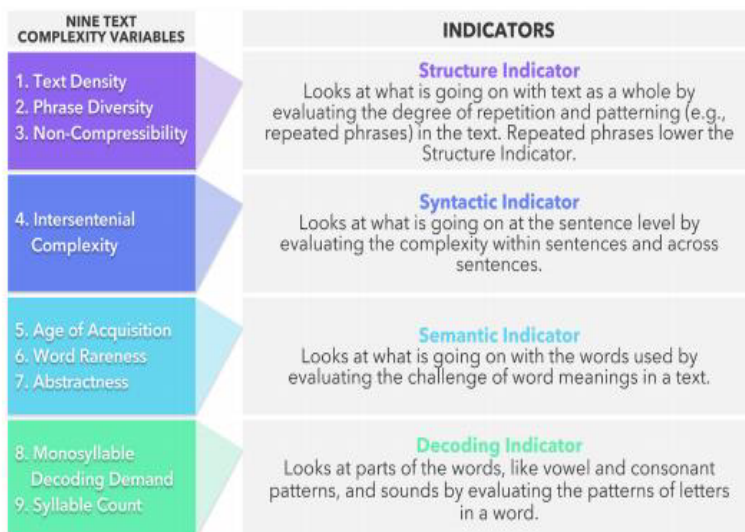 NINE TEXT
COMPLEXITY VARIABLES
INDICATORS
1. Text Density
2. Phrase Diversity
3. Non-Compressibility
Structure Indicator
Looks at what is going on with text as a whole by
evaluating the degree of repetition and patterning (e.g.,
repeated phrases) in the text. Repeated phrases lower the
Structure Indicator.
4. Intersentenial
Complexity
Syntactic Indicator
Looks at what is going on at the sentence level by
evaluating the complexity within sentences and across
sentences.
5. Age of Acquisition
6. Word Rareness
7. Abstractness
Semantic Indicator
Looks at what is going on with the words used by
evaluating the challenge of word meanings in a text.
8. Monosyllable
Decoding Demand
9. Syllable Count
Decoding Indicator
Looks at parts of the words, like vowel and consonant
patterns, and sounds by evaluating the patterns of letters
in a word.